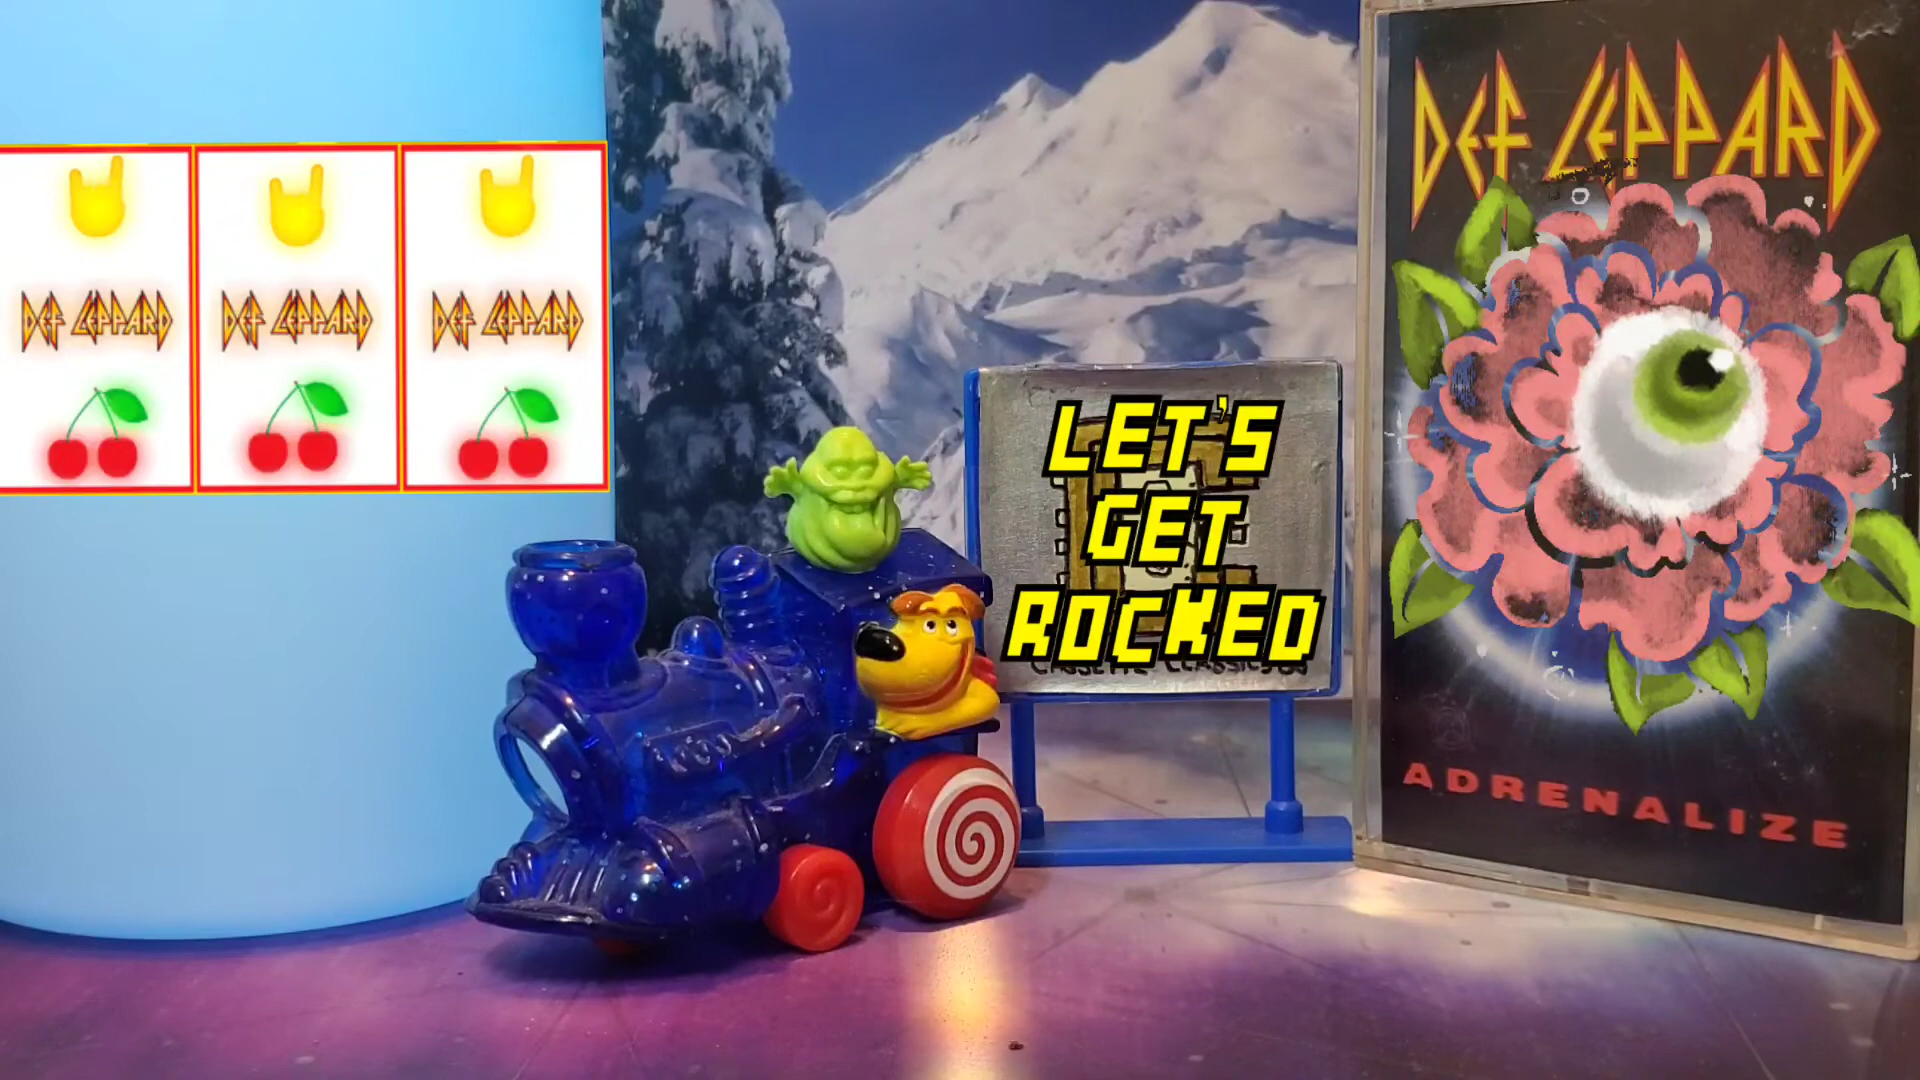 DEF LEPPARD
DEF LEPPARD
DEF LEPPARD
LET'S
GET
ROCKED
DEF LEPPARD
ADRENALIZE